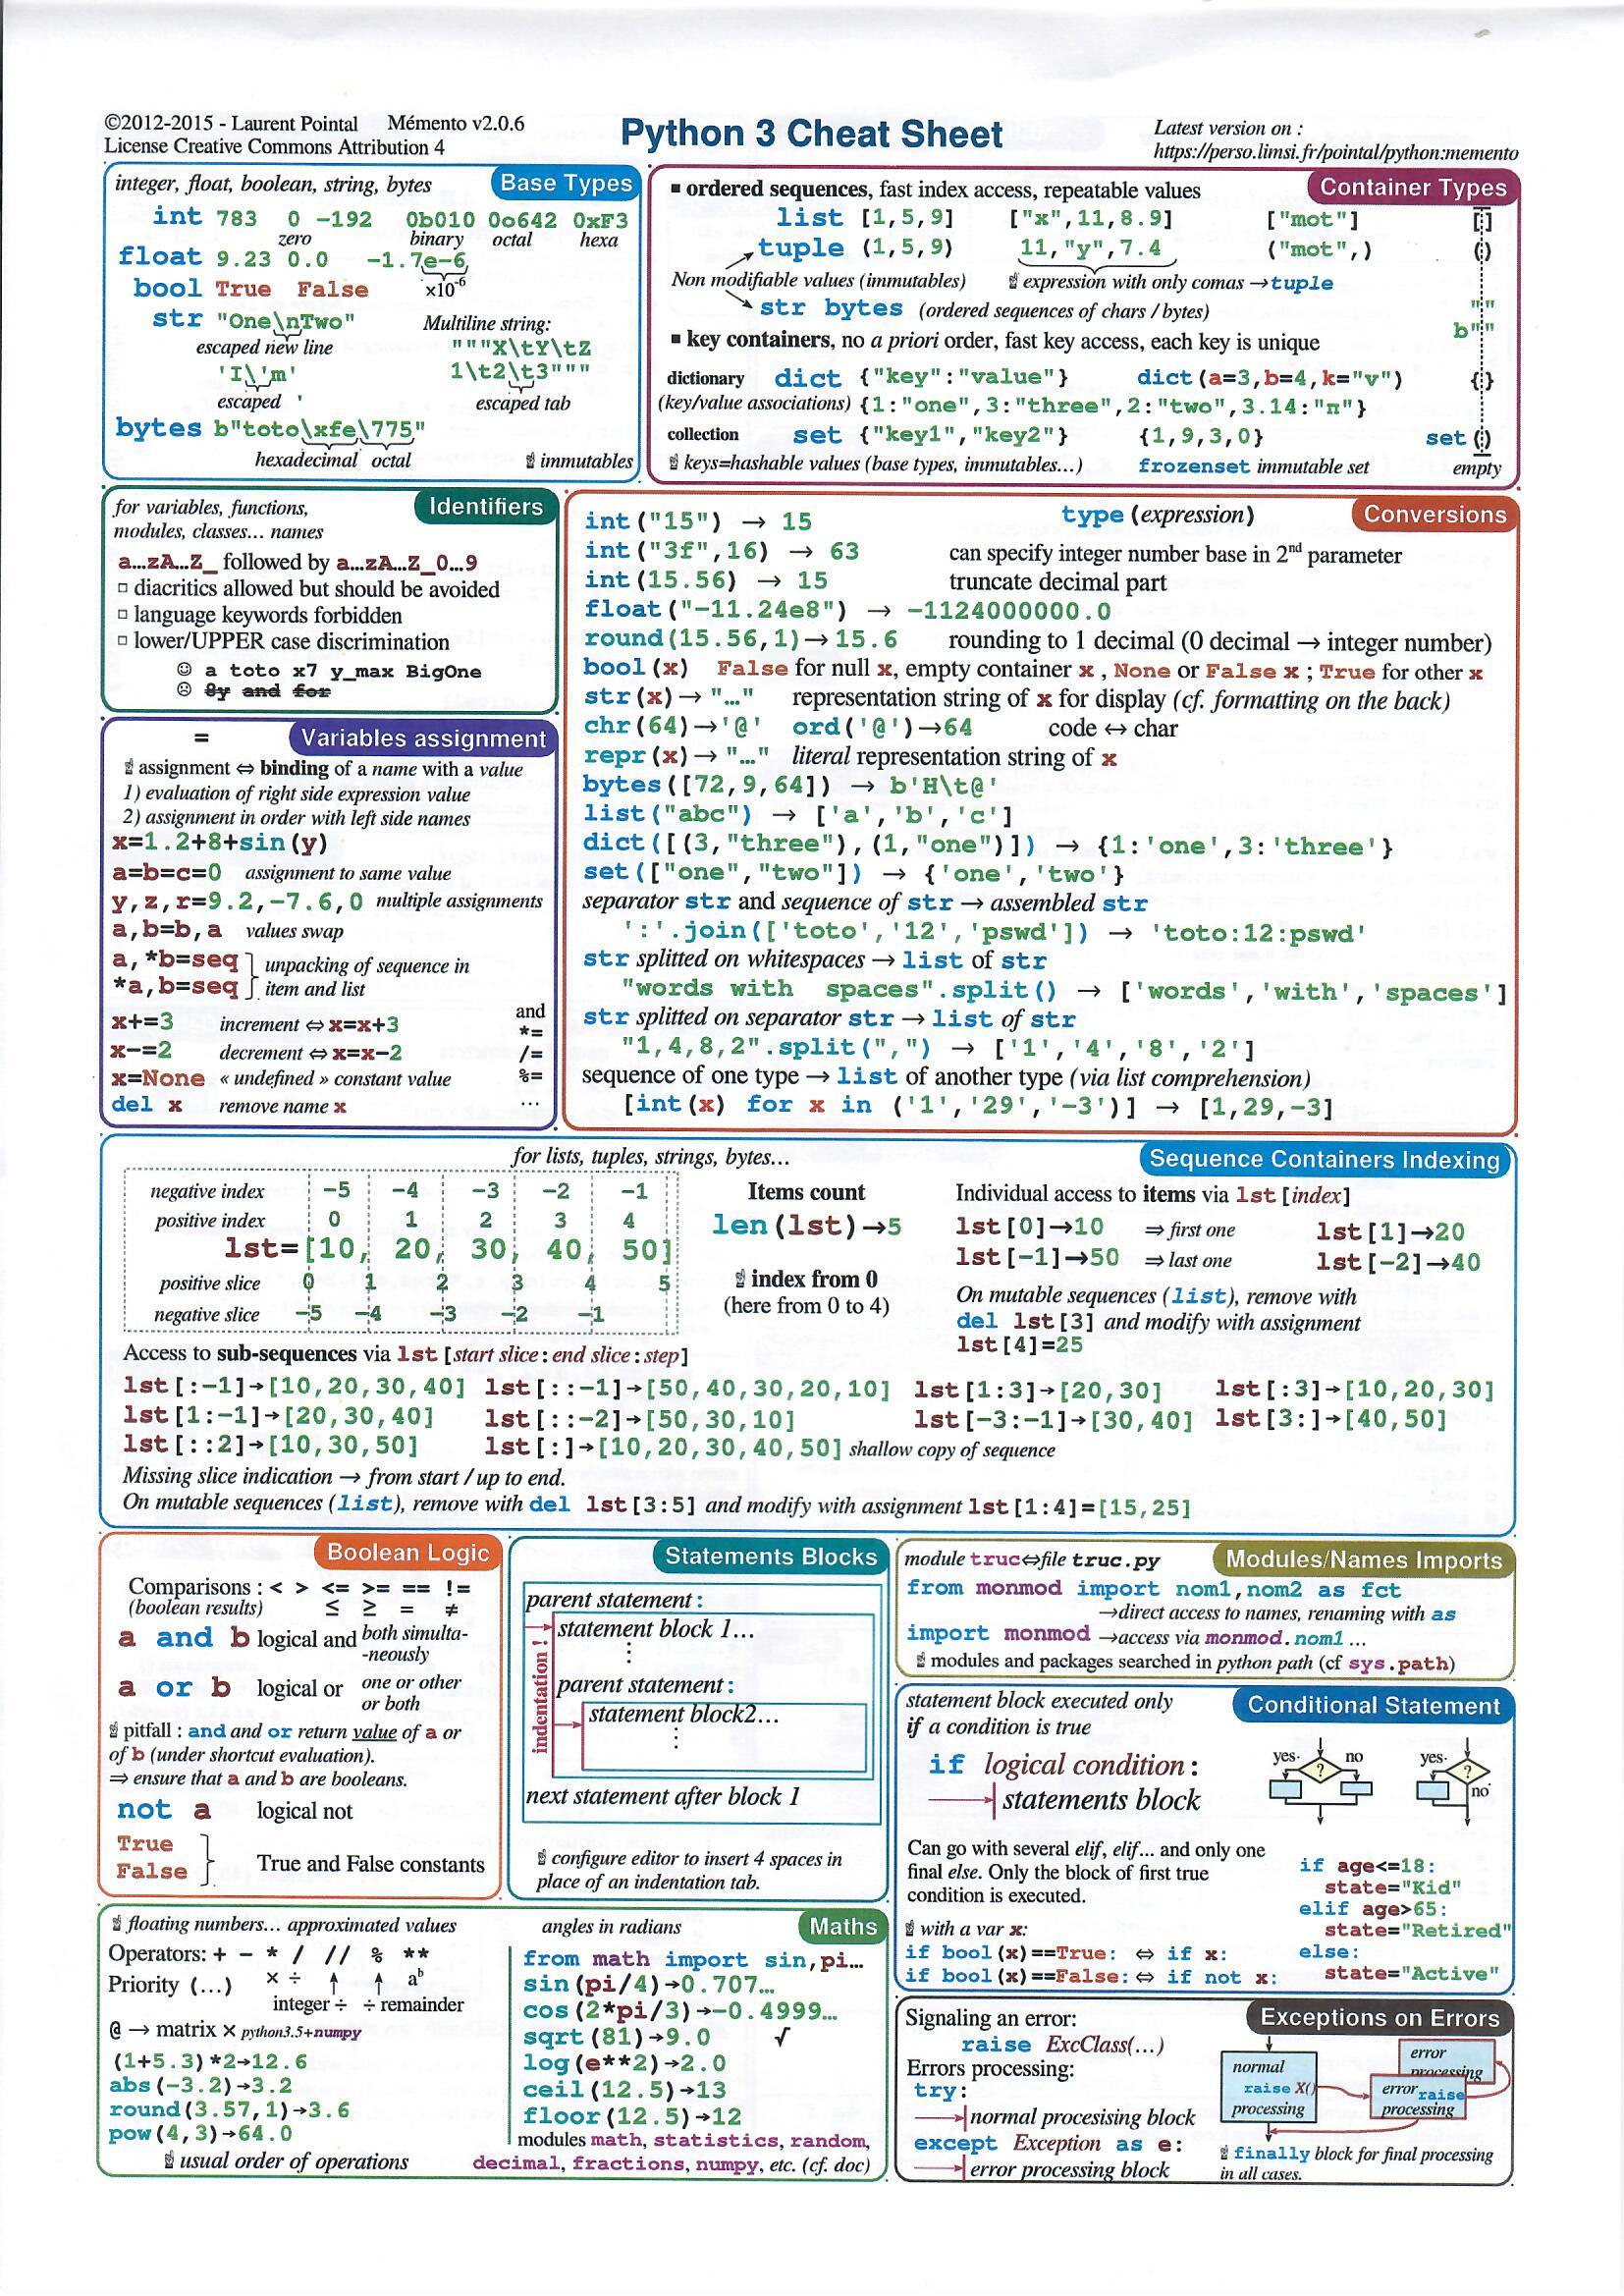 ©2012-2015 - Laurent Pointal Mémento v2.0.6
License Creative Commons Attribution 4
Python 3 Cheat Sheet
Latest version on :
https://perso.limsi.fr/pointal/python:memento
Base Types
integer, float, boolean, string, bytes
int 783 0 -192 0b010 0o642 0xF3
zero binary octal hexa
float 9.23 0.0 -1.7e-6
×10⁻⁶
bool True False
str "One\nTwo"
escaped new line
'I\'m'
escaped '
Multiline string:
"""X\tY\tZ
1\t2\t3"""
escaped tab
bytes b"toto\xfe\775"
hexadecimal octal
☝ immutables
Container Types
▪ ordered sequences, fast index access, repeatable values
list [1,5,9] ["x",11,8.9] ["mot"] []
tuple (1,5,9) 11,"y",7.4 ("mot",) ()
Non modifiable values (immutables) ☝ expression with only comas →tuple
str bytes (ordered sequences of chars / bytes)
""
b""
▪ key containers, no a priori order, fast key access, each key is unique
dictionary dict {"key":"value"} dict(a=3,b=4,k="v") {}
(key/value associations) {1:"one",3:"three",2:"two",3.14:"π"}
collection set {"key1","key2"} {1,9,3,0} set()
☝ keys=hashable values (base types, immutables…) frozenset immutable set empty
Identifiers
for variables, functions,
modules, classes… names
a…zA…Z_ followed by a…zA…Z_0…9
▫ diacritics allowed but should be avoided
▫ language keywords forbidden
▫ lower/UPPER case discrimination
☺ a toto x7 y_max BigOne
☹ 8y and for
Variables assignment
=
☝ assignment ⇔ binding of a name with a value
1) evaluation of right side expression value
2) assignment in order with left side names
x=1.2+8+sin(y)
a=b=c=0 assignment to same value
y,z,r=9.2,-7.6,0 multiple assignments
a,b=b,a values swap
a,*b=seq unpacking of sequence in
*a,b=seq item and list
x+=3 increment ⇔ x=x+3
x-=2 decrement ⇔ x=x-2
x=None « undefined » constant value
del x remove name x
and
*=
/=
%=
…
Conversions
int("15") → 15 type(expression)
int("3f",16) → 63 can specify integer number base in 2nd parameter
int(15.56) → 15 truncate decimal part
float("-11.24e8") → -1124000000.0
round(15.56,1)→15.6 rounding to 1 decimal (0 decimal → integer number)
bool(x) False for null x, empty container x , None or False x ; True for other x
str(x)→"…" representation string of x for display (cf. formatting on the back)
chr(64)→'@' ord('@')→64 code ↔ char
repr(x)→"…" literal representation string of x
bytes([72,9,64]) → b'H\t@'
list("abc") → ['a','b','c']
dict([(3,"three"),(1,"one")]) → {1:'one',3:'three'}
set(["one","two"]) → {'one','two'}
separator str and sequence of str → assembled str
':'.join(['toto','12','pswd']) → 'toto:12:pswd'
str splitted on whitespaces → list of str
"words with  spaces".split() → ['words','with','spaces']
str splitted on separator str → list of str
"1,4,8,2".split(",") → ['1','4','8','2']
sequence of one type → list of another type (via list comprehension)
[int(x) for x in ('1','29','-3')] → [1,29,-3]
Sequence Containers Indexing
for lists, tuples, strings, bytes…
negative index -5 -4 -3 -2 -1
positive index 0 1 2 3 4
lst=[10, 20, 30, 40, 50]
positive slice 0 1 2 3 4 5
negative slice -5 -4 -3 -2 -1
Items count
len(lst)→5
☝ index from 0
(here from 0 to 4)
Individual access to items via lst[index]
lst[0]→10 ⇒ first one lst[1]→20
lst[-1]→50 ⇒ last one lst[-2]→40
On mutable sequences (list), remove with
del lst[3] and modify with assignment
lst[4]=25
Access to sub-sequences via lst[start slice:end slice:step]
lst[:-1]→[10,20,30,40] lst[::-1]→[50,40,30,20,10] lst[1:3]→[20,30] lst[:3]→[10,20,30]
lst[1:-1]→[20,30,40] lst[::-2]→[50,30,10] lst[-3:-1]→[30,40] lst[3:]→[40,50]
lst[::2]→[10,30,50] lst[:]→[10,20,30,40,50] shallow copy of sequence
Missing slice indication → from start / up to end.
On mutable sequences (list), remove with del lst[3:5] and modify with assignment lst[1:4]=[15,25]
Boolean Logic
Comparisons : < > <= >= == !=
(boolean results) ≤ ≥ = ≠
a and b logical and both simulta-
-neously
a or b logical or one or other
or both
☝ pitfall : and and or return value of a or
of b (under shortcut evaluation).
⇒ ensure that a and b are booleans.
not a logical not
True
False
True and False constants
Statements Blocks
parent statement :
statement block 1…
⋮
parent statement :
statement block2…
⋮
next statement after block 1
indentation !
☝ configure editor to insert 4 spaces in
place of an indentation tab.
Modules/Names Imports
module truc⇔file truc.py
from monmod import nom1,nom2 as fct
→direct access to names, renaming with as
import monmod →access via monmod.nom1 …
☝ modules and packages searched in python path (cf sys.path)
Conditional Statement
statement block executed only
if a condition is true
if logical condition :
statements block
yes ? no
yes ? no
Can go with several elif, elif... and only one
final else. Only the block of first true
condition is executed.
☝ with a var x:
if bool(x)==True: ⇔ if x:
if bool(x)==False: ⇔ if not x:
if age<=18:
state="Kid"
elif age>65:
state="Retired"
else:
state="Active"
Maths
☝ floating numbers… approximated values
angles in radians
Operators: + - * / // % **
Priority (…) × ÷ aᵇ
integer ÷ ÷ remainder
@ → matrix × python3.5+numpy
(1+5.3)*2→12.6
abs(-3.2)→3.2
round(3.57,1)→3.6
pow(4,3)→64.0
☝ usual order of operations
from math import sin,pi…
sin(pi/4)→0.707…
cos(2*pi/3)→-0.4999…
sqrt(81)→9.0 √
log(e**2)→2.0
ceil(12.5)→13
floor(12.5)→12
modules math, statistics, random,
decimal, fractions, numpy, etc. (cf. doc)
Exceptions on Errors
Signaling an error:
raise ExcClass(…)
Errors processing:
try:
normal procesising block
except Exception as e:
error processing block
normal
raise X()
processing
error
processing
error raise
processing
☝ finally block for final processing
in all cases.